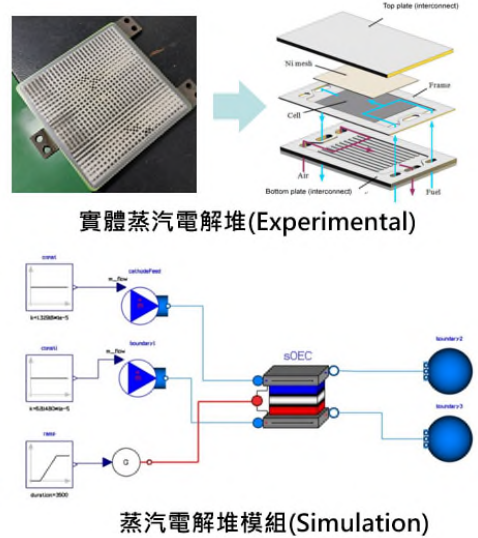 Top plate (interconnect)
Ni mesh
Frame
Cell
Air
Fuel
Bottom plate (interconnect)
實體蒸汽電解堆(Experimental)
const
m_flow
cathodeFeed
const1
m_flow
boundary1
sOEC
boundary2
boundary3
ramp
G
duration=3500
蒸汽電解堆模組(Simulation)